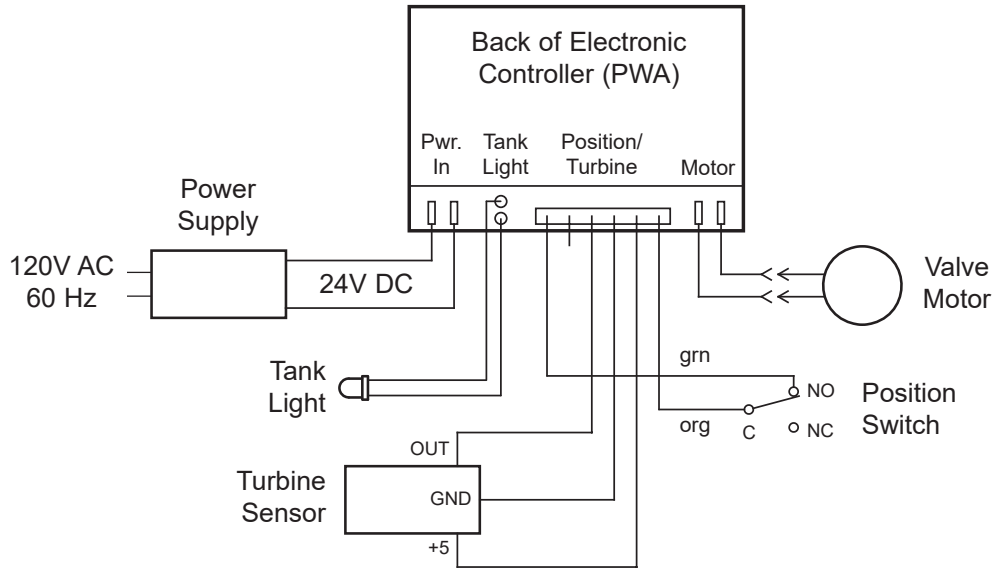 Back of Electronic
Controller (PWA)
Pwr.
In
Tank
Light
Position/
Turbine
Motor
Power
Supply
120V AC
60 Hz
24V DC
Valve
Motor
Tank
Light
grn
org
NO
C
NC
Position
Switch
Turbine
Sensor
OUT
GND
+5